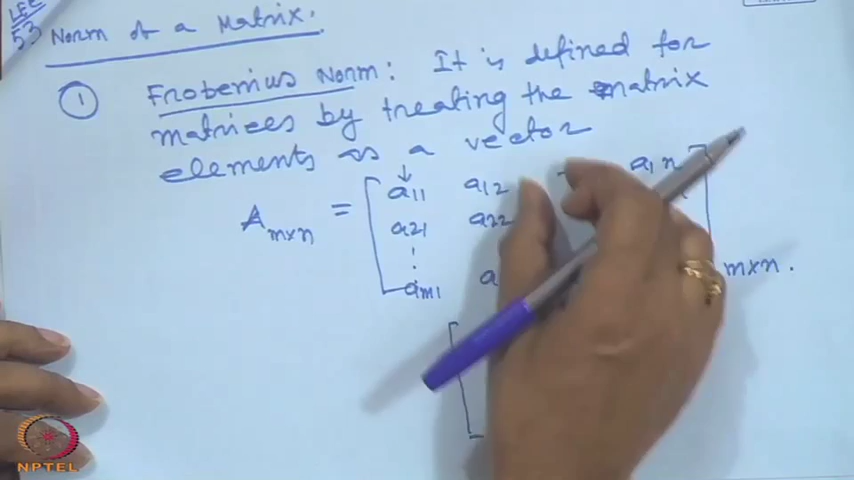 LEC 53
Norm of a Matrix.
① Frobenius Norm: It is defined for
matrices by treating the matrix
elements as a vector
A m×n = [ a11 a12 - a1n ]
a21 a22
⋮
am1 a m×n.
NPTEL